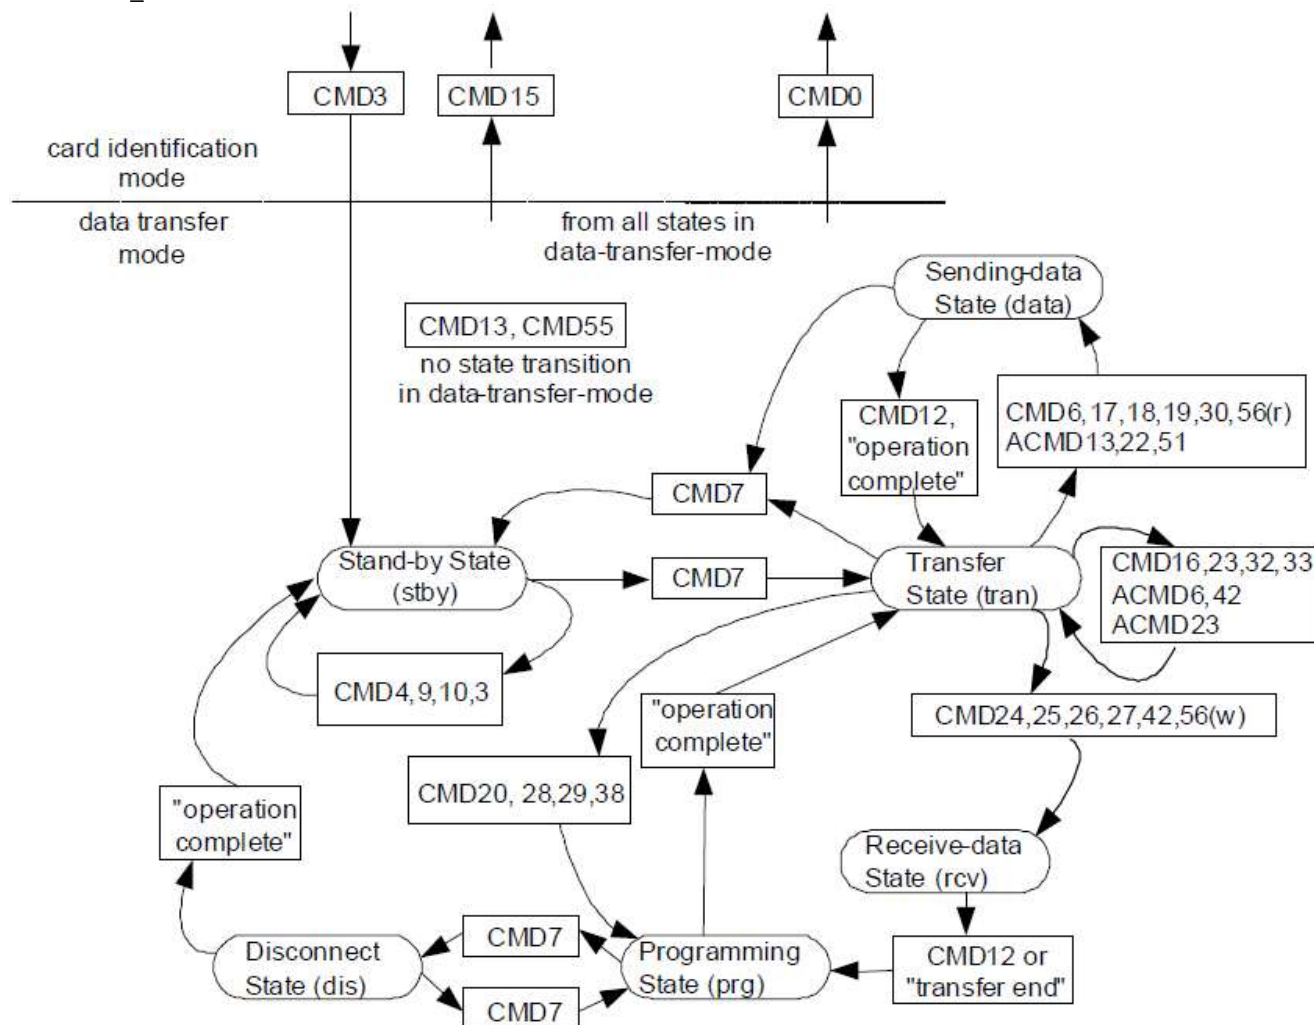 CMD3
CMD15
CMD0
card identification
mode
data transfer
mode
from all states in
data-transfer-mode
Sending-data
State (data)
CMD13, CMD55
no state transition
in data-transfer-mode
CMD12,
"operation
complete"
CMD6,17,18,19,30,56(r)
ACMD13,22,51
CMD7
Stand-by State
(stby)
CMD7
Transfer
State (tran)
CMD16,23,32,33
ACMD6,42
ACMD23
CMD4,9,10,3
"operation
complete"
CMD24,25,26,27,42,56(w)
CMD20, 28,29,38
"operation
complete"
Receive-data
State (rcv)
CMD7
Disconnect
State (dis)
Programming
State (prg)
CMD12 or
"transfer end"
CMD7